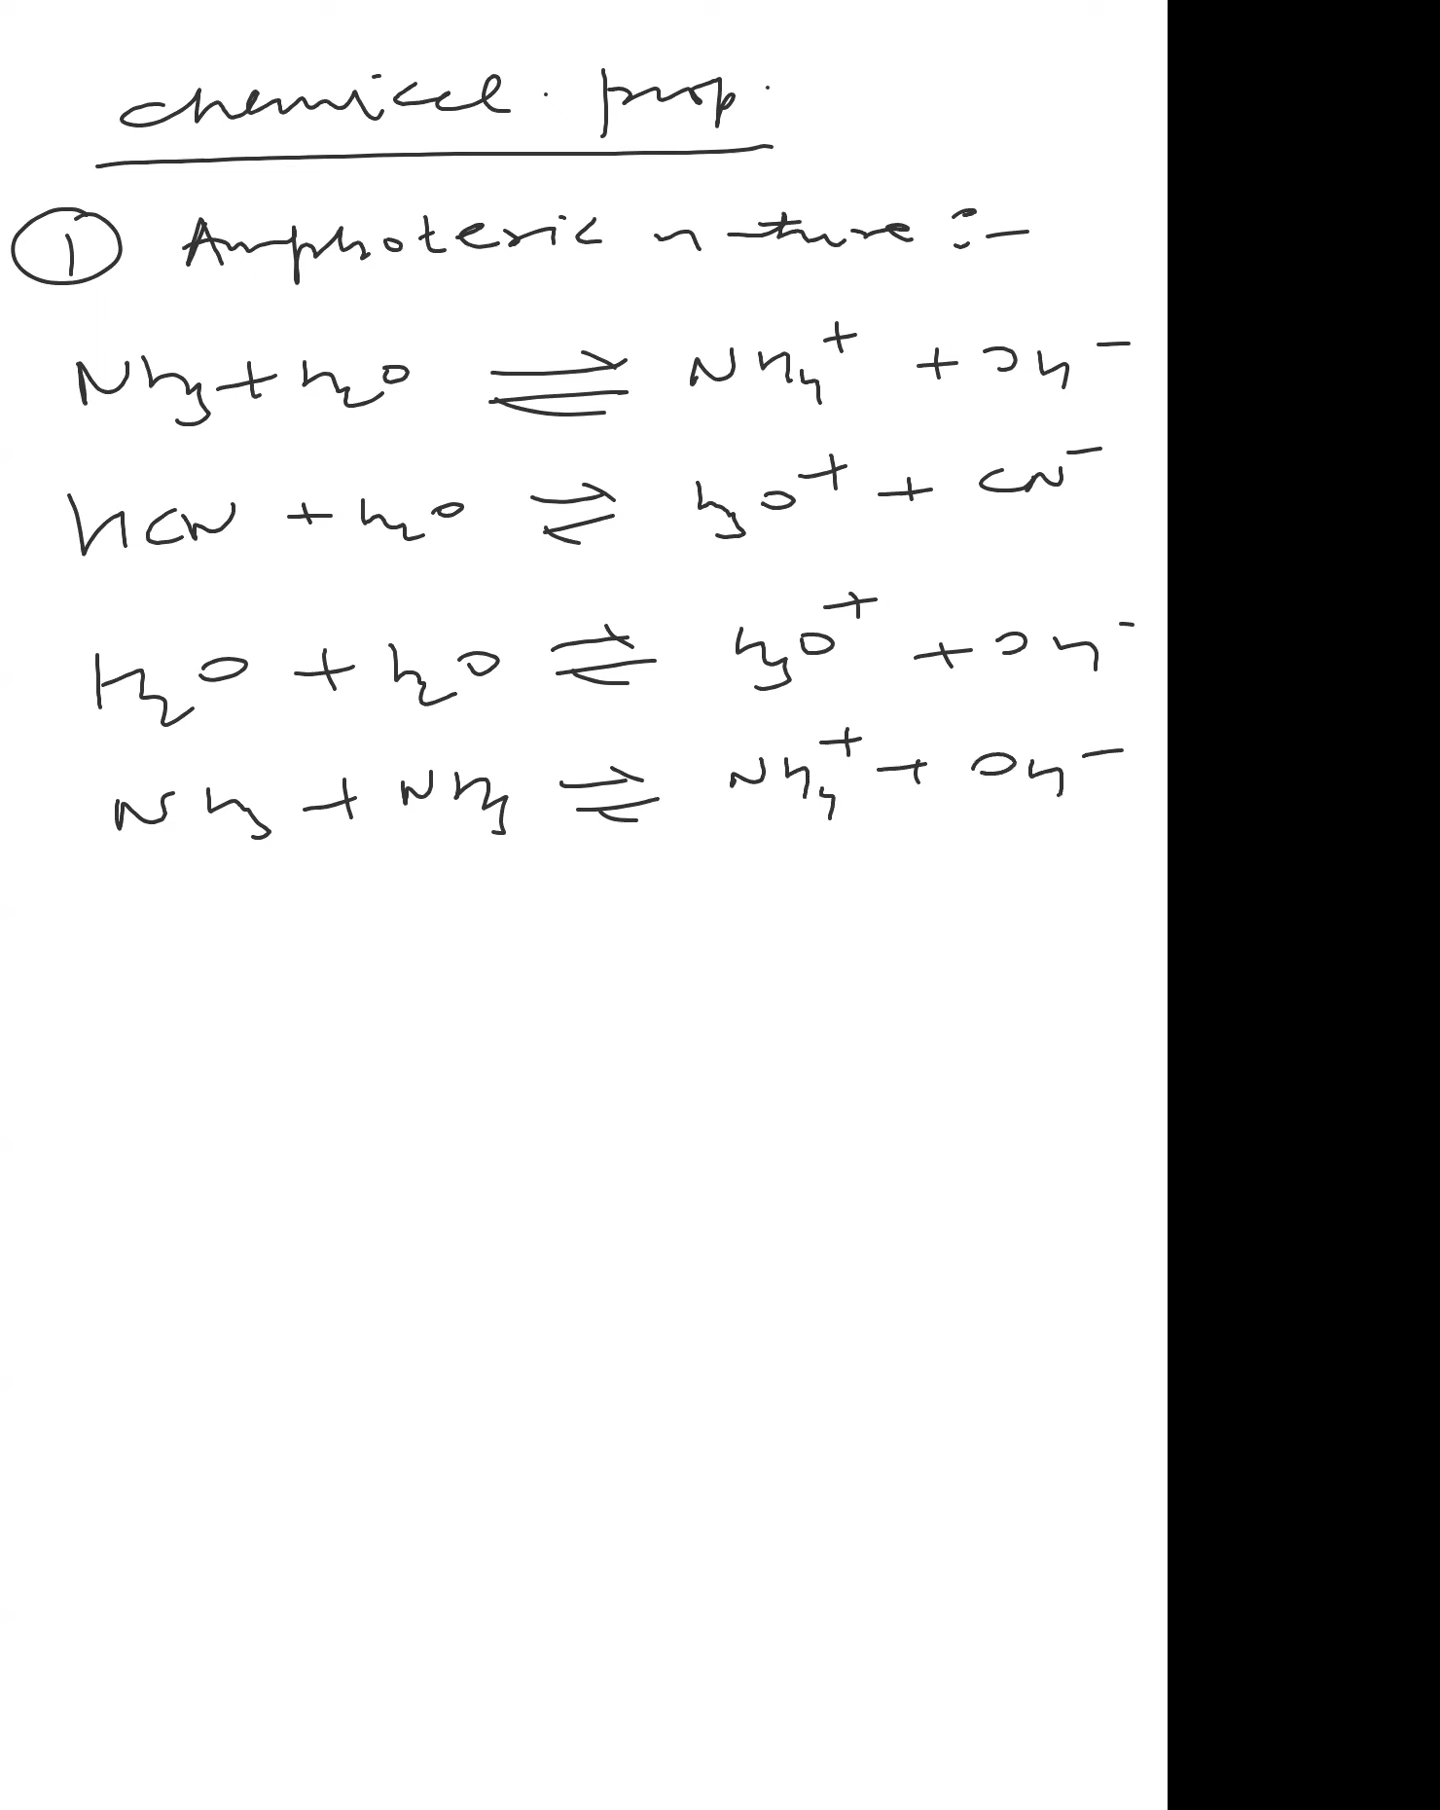 chemical. prop.
① Amphoteric nature :-
NH₃ + H₂O ⇌ NH₄⁺ + OH⁻
HCN + H₂O ⇌ H₃O⁺ + CN⁻
H₂O + H₂O ⇌ H₃O⁺ + OH⁻
NH₃ + NH₃ ⇌ NH₄⁺ + OH⁻